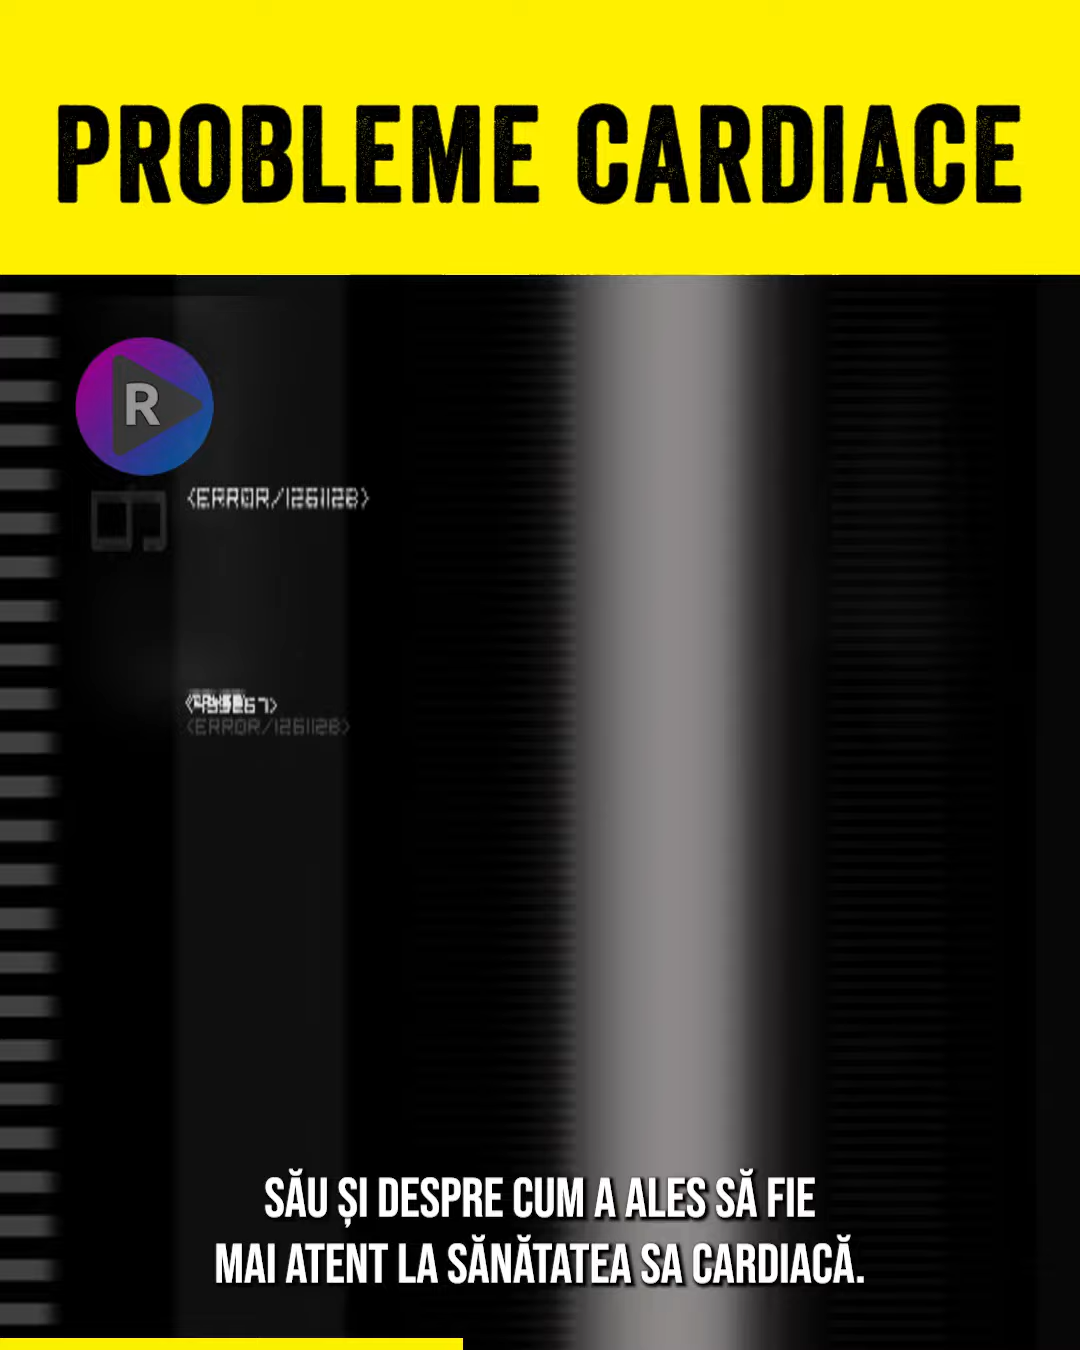 PROBLEME CARDIACE
R
<ERROR/1261128>
<ERROR/1261128>
SĂU ȘI DESPRE CUM A ALES SĂ FIE
MAI ATENT LA SĂNĂTATEA SA CARDIACĂ.